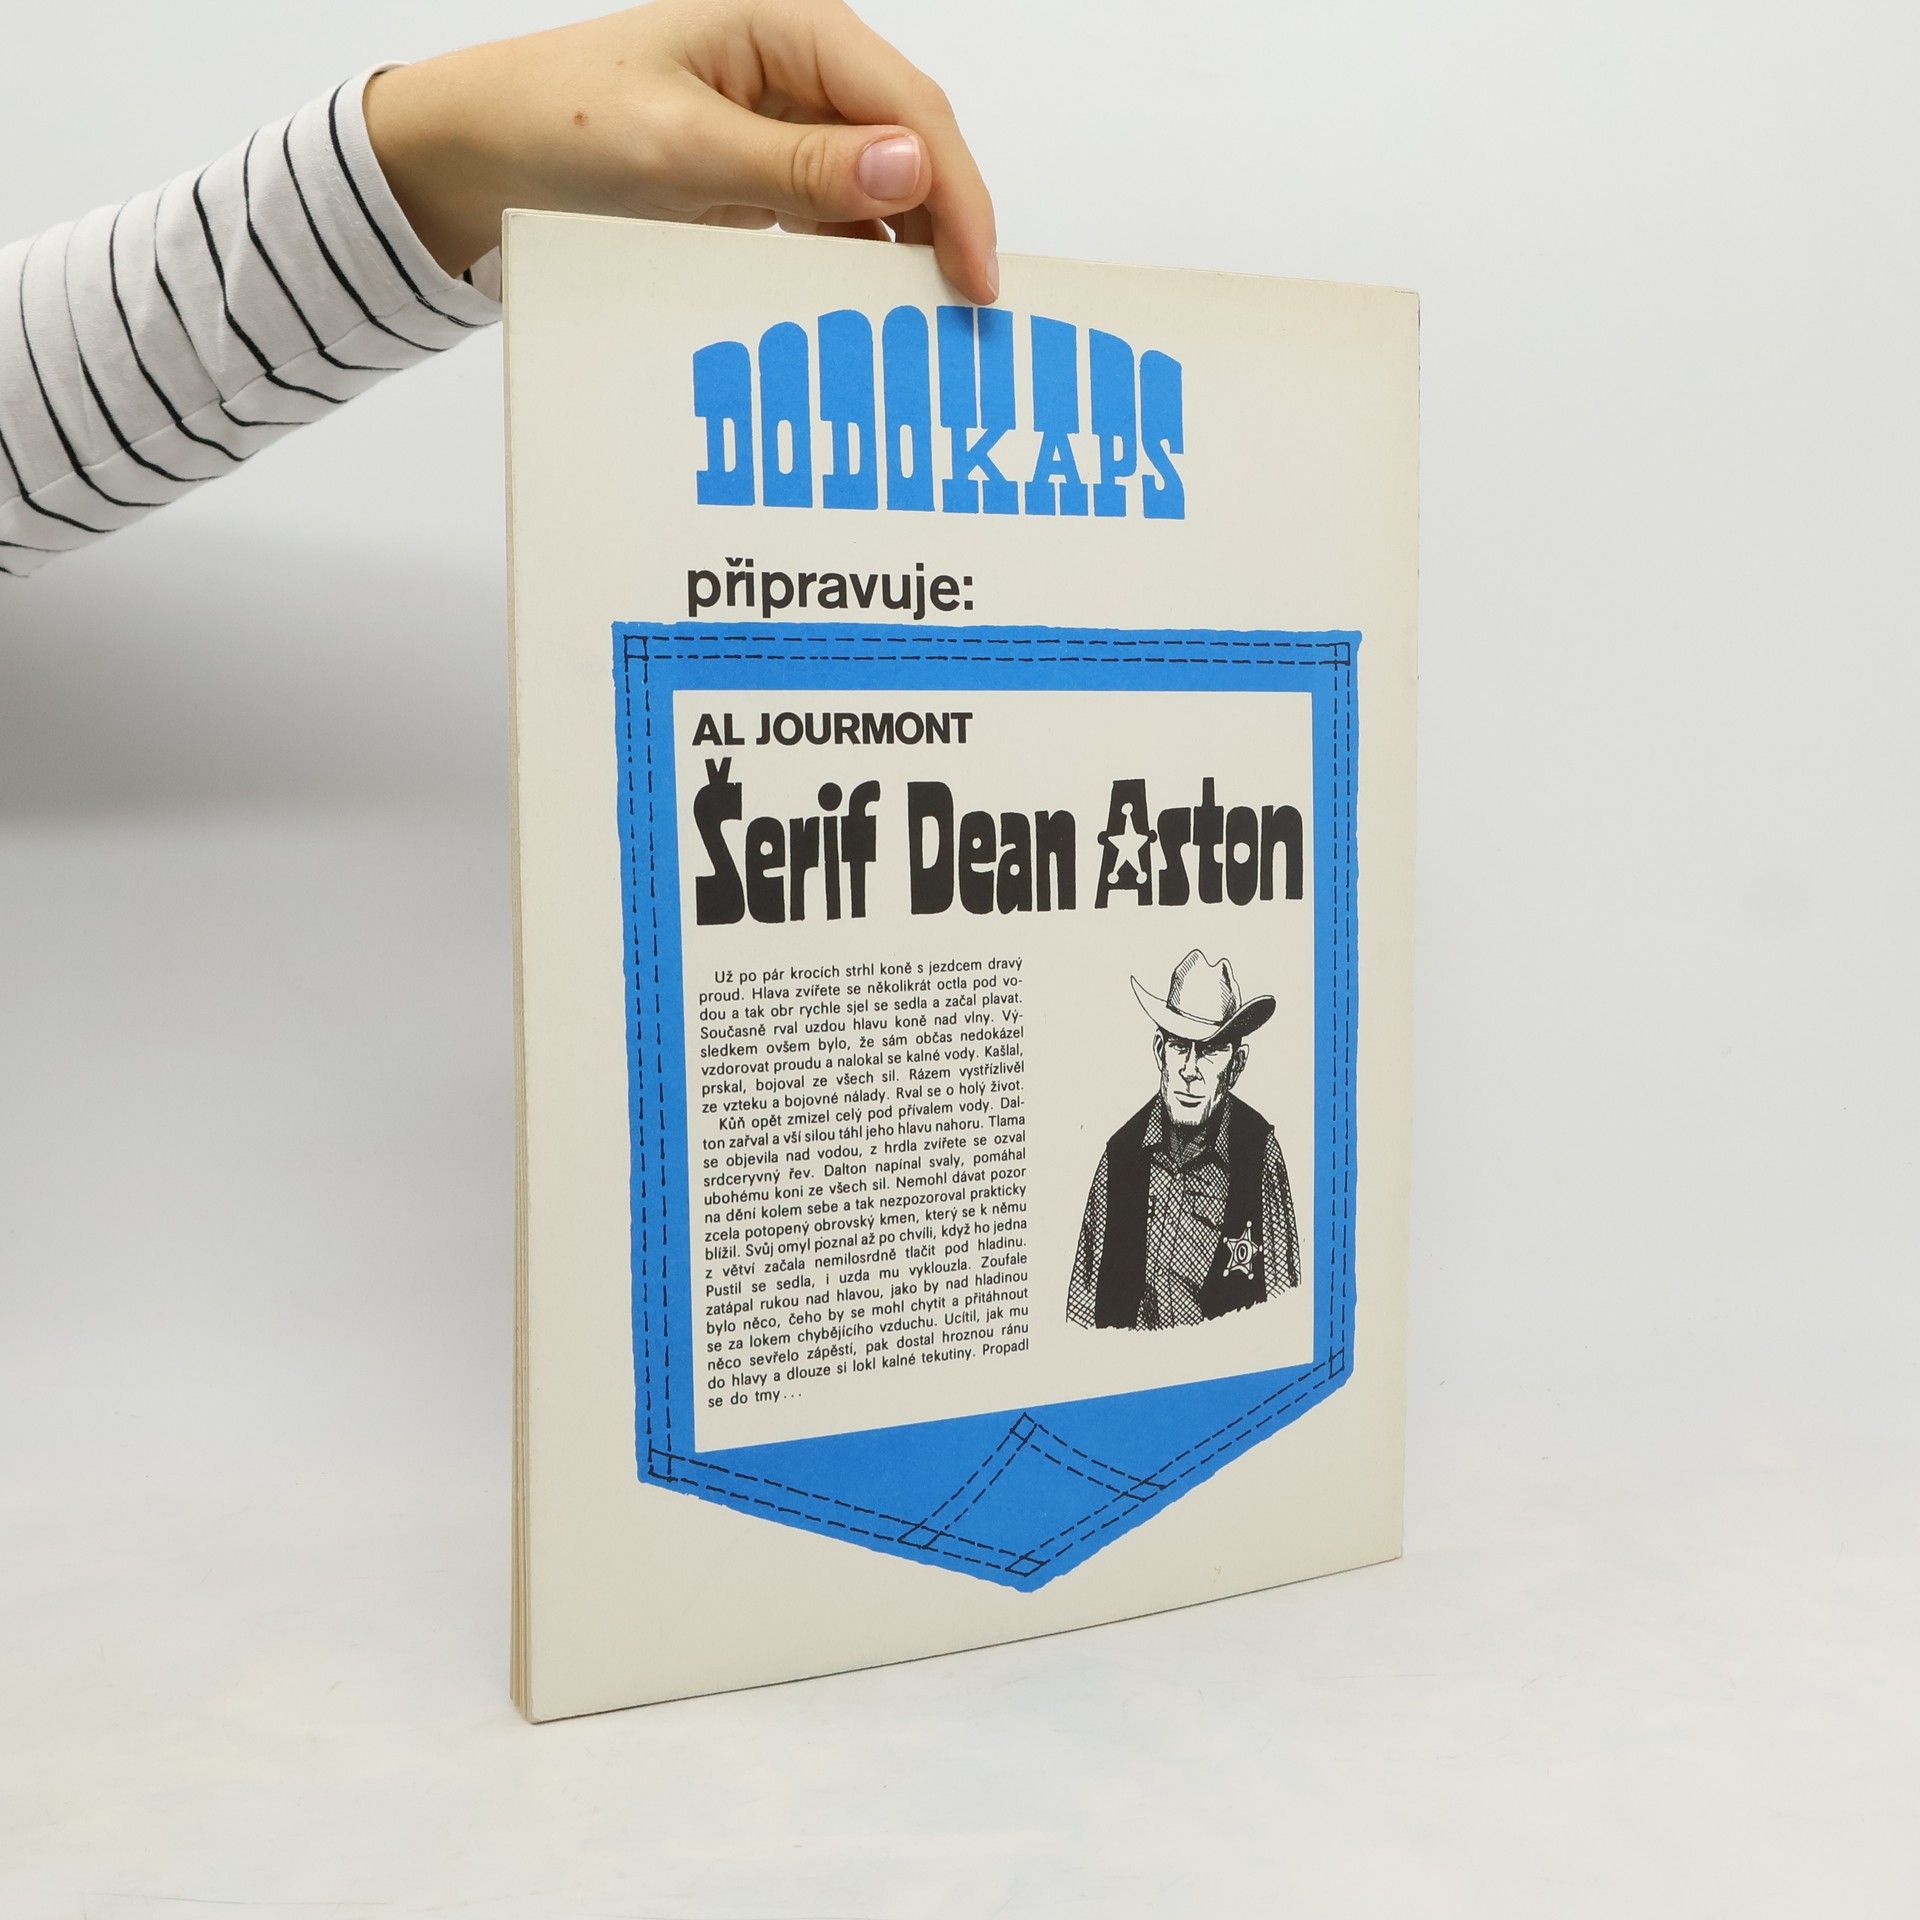 DODOKAPS
připravuje:
AL JOURMONT
Šerif Dean Aston
Už po pár krocích strhl koně s jezdcem dravý
proud. Hlava zvířete se několikrát octla pod vo-
dou a tak obr rychle sjel se sedla a začal plavat.
Současně rval uzdou hlavu koně nad vlny. Vý-
sledkem ovšem bylo, že sám občas nedokázel
vzdorovat proudu a nalokal se kalné vody. Kašlal,
prskal, bojoval ze všech sil. Rázem vystřízlivěl
ze vzteku a bojovné nálady. Rval se o holý život.
Kůň opět zmizel celý pod přívalem vody. Dal-
ton zařval a vší silou táhl jeho hlavu nahoru. Tlama
se objevila nad vodou, z hrdla zvířete se ozval
srdceryvný řev. Dalton napínal svaly, pomáhal
ubohému koni ze všech sil. Nemohl dávat pozor
na dění kolem sebe a tak nezpozoroval prakticky
zcela potopený obrovský kmen, který se k němu
blížil. Svůj omyl poznal až po chvíli, když ho jedna
z větví začala nemilosrdně tlačit pod hladinu.
Pustil se sedla, i uzda mu vyklouzla. Zoufale
zatápal rukou nad hlavou, jako by nad hladinou
bylo něco, čeho by se mohl chytit a přitáhnout
se za lokem chybějícího vzduchu. Ucítil, jak mu
něco sevřelo zápěstí, pak dostal hroznou ránu
do hlavy a dlouze si lokl kalné tekutiny. Propadl
se do tmy...